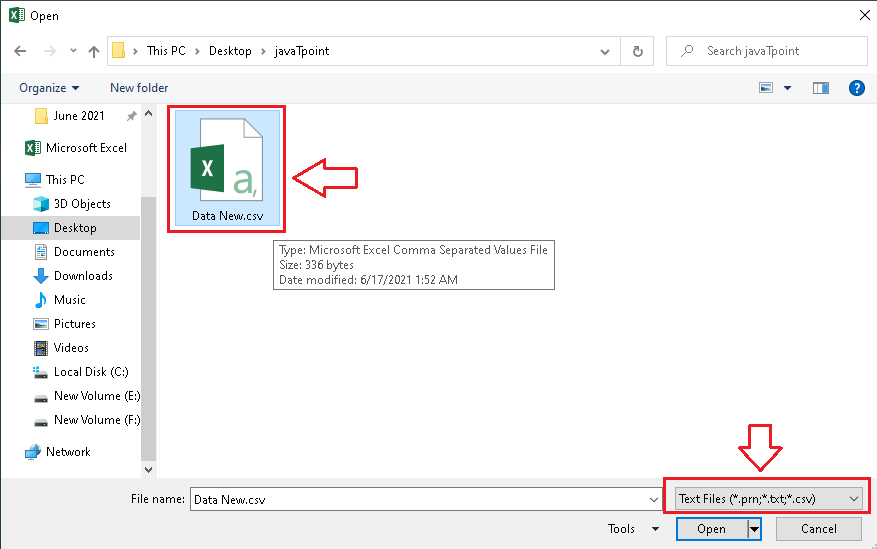 Open
This PC > Desktop > javaTpoint
Search javaTpoint
Organize
New folder
June 2021
Microsoft Excel
This PC
3D Objects
Desktop
Documents
Downloads
Music
Pictures
Videos
Local Disk (C:)
New Volume (E:)
New Volume (F:)
Network
X
a,
Data New.csv
Type: Microsoft Excel Comma Separated Values File
Size: 336 bytes
Date modified: 6/17/2021 1:52 AM
File name: Data New.csv
Text Files (*.prn;*.txt;*.csv)
Tools
Open
Cancel